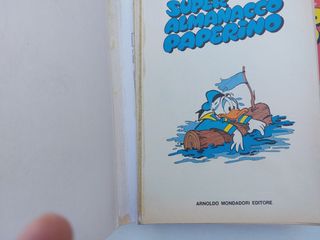 SUPER
ALMANACCO
PAPERINO
ARNOLDO MONDADORI EDITORE